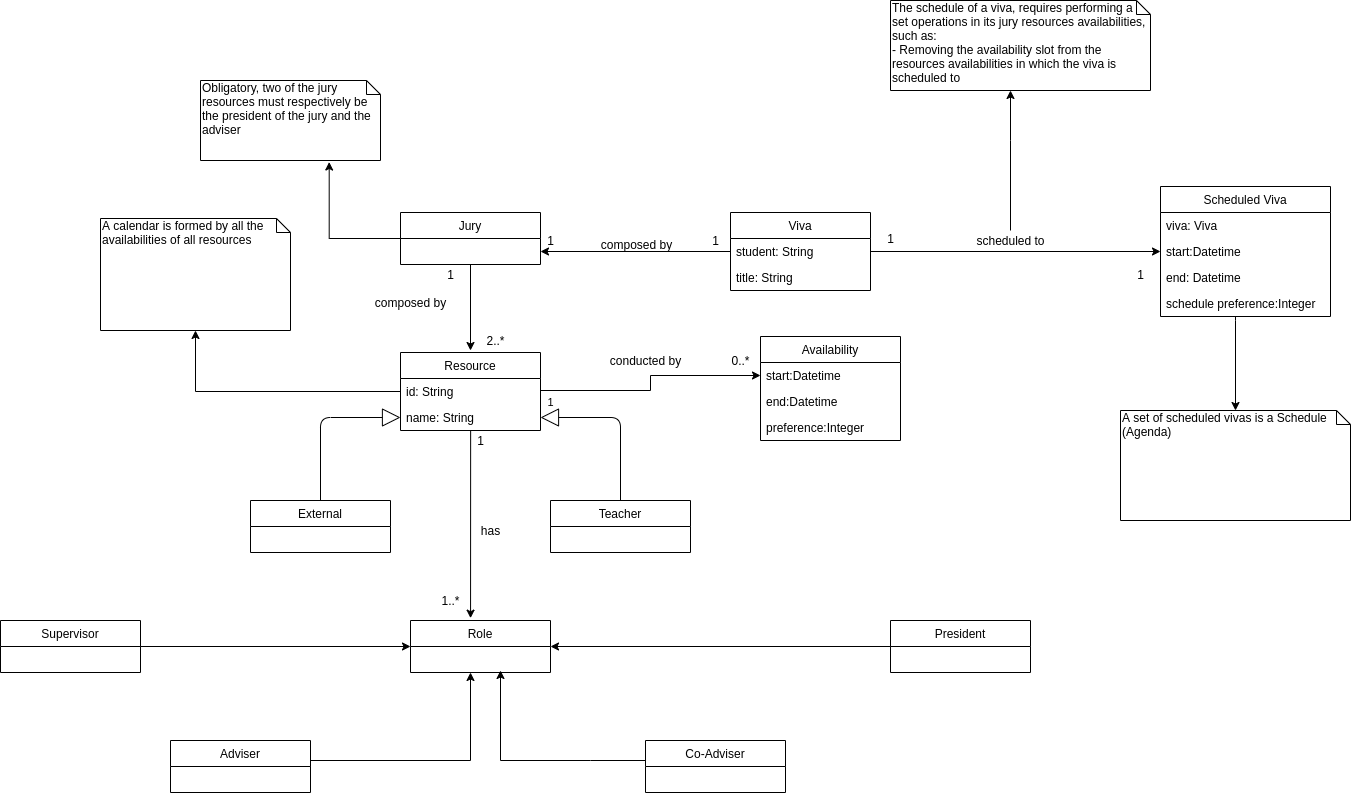 The schedule of a viva, requires performing a
set operations in its jury resources availabilities,
such as:
- Removing the availability slot from the
resources availabilities in which the viva is
scheduled to
Obligatory, two of the jury
resources must respectively be
the president of the jury and the
adviser
A calendar is formed by all the
availabilities of all resources
Jury
1
composed by
1
Viva
student: String
title: String
1
scheduled to
1
Scheduled Viva
viva: Viva
start:Datetime
end: Datetime
schedule preference:Integer
1
composed by
2..*
Resource
id: String
name: String
conducted by
0..*
1
Availability
start:Datetime
end:Datetime
preference:Integer
A set of scheduled vivas is a Schedule
(Agenda)
1
External
Teacher
has
1..*
Supervisor
Role
President
Adviser
Co-Adviser